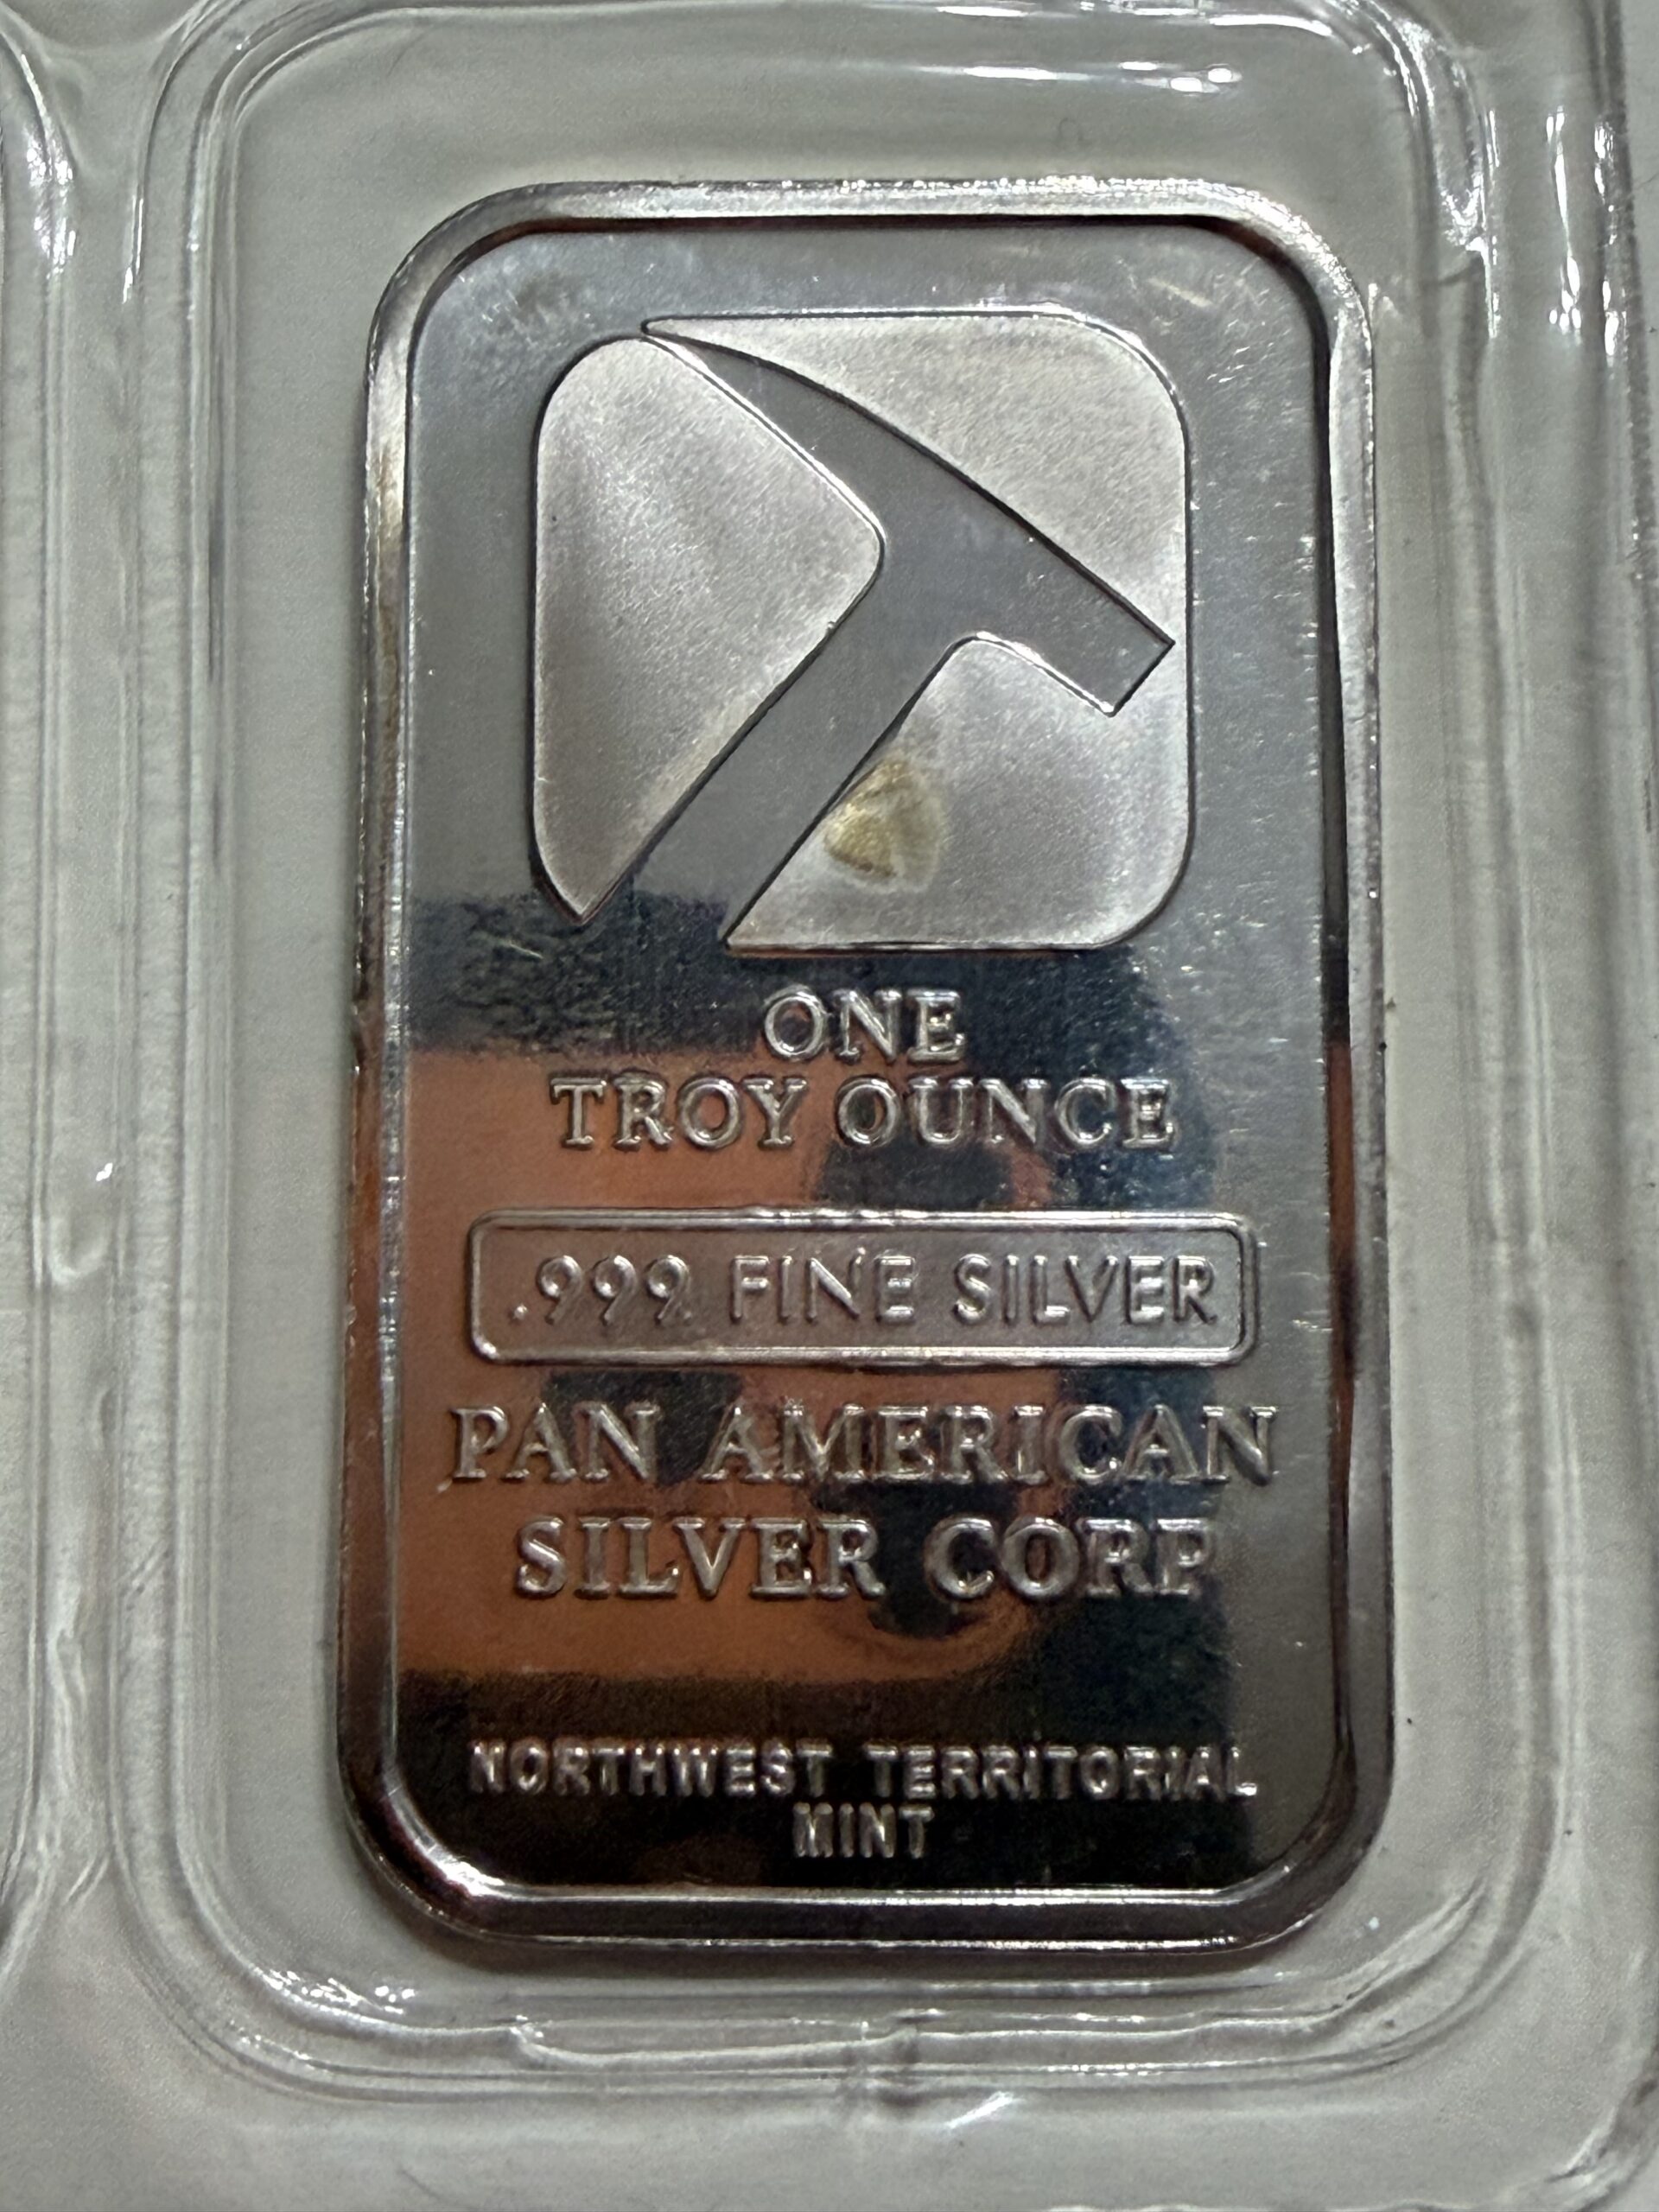 ONE
TROY OUNCE
.999 FINE SILVER
PAN AMERICAN
SILVER CORP
NORTHWEST TERRITORIAL
MINT